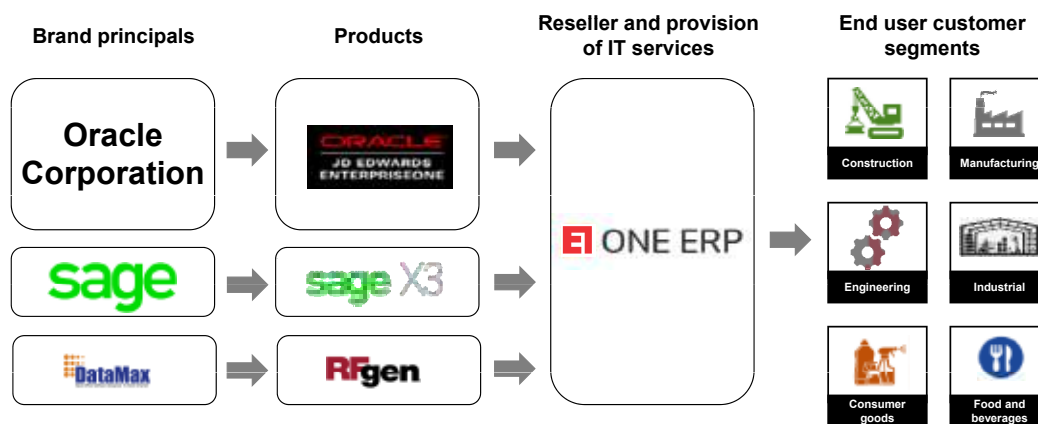 Brand principals
Products
Reseller and provision
of IT services
End user customer
segments
Oracle
Corporation
ORACLE
JD EDWARDS
ENTERPRISEONE
sage
sage X3
DataMax
RFgen
ONE ERP
Construction
Manufacturing
Engineering
Industrial
Consumer
goods
Food and
beverages